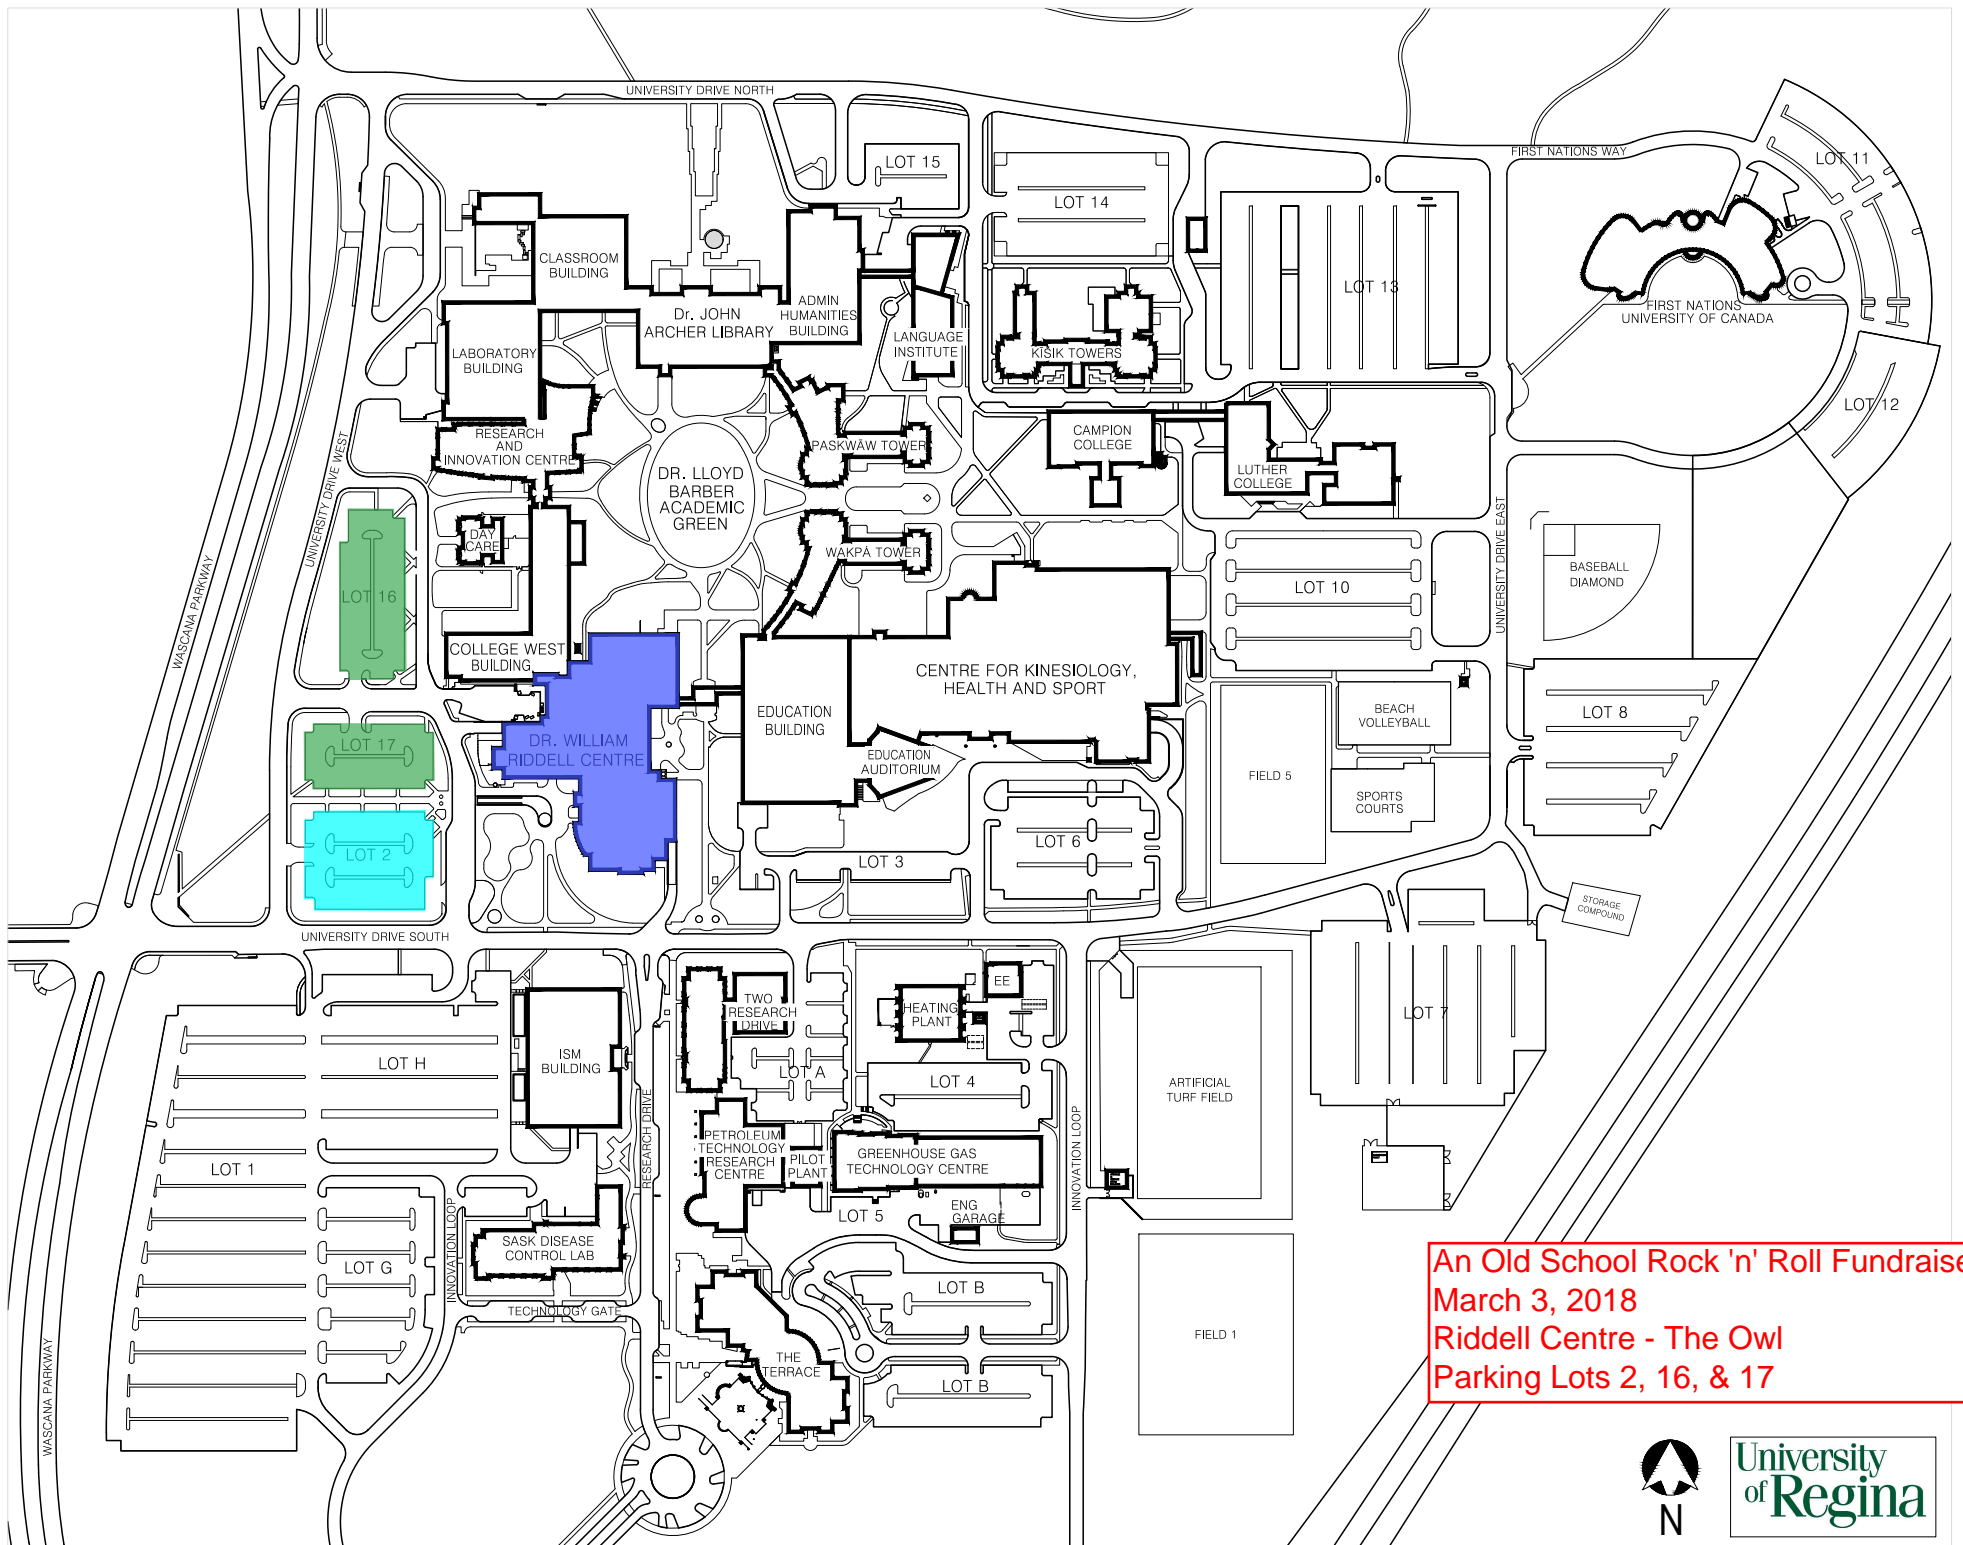 UNIVERSITY DRIVE NORTH
FIRST NATIONS WAY
LOT 15
LOT 11
LOT 14
CLASSROOM
BUILDING
LOT 13
ADMIN
HUMANITIES
BUILDING
Dr. JOHN
ARCHER LIBRARY
FIRST NATIONS
UNIVERSITY OF CANADA
LANGUAGE
INSTITUTE
KĪSIK TOWERS
LABORATORY
BUILDING
LOT 12
RESEARCH
AND
INNOVATION CENTRE
PASKWĀW TOWER
CAMPION
COLLEGE
LUTHER
COLLEGE
DR. LLOYD
BARBER
ACADEMIC
GREEN
UNIVERSITY DRIVE WEST
UNIVERSITY DRIVE EAST
DAY
CARE
WAKPĀ TOWER
BASEBALL
DIAMOND
LOT 10
LOT 16
WASCANA PARKWAY
COLLEGE WEST
BUILDING
CENTRE FOR KINESIOLOGY,
HEALTH AND SPORT
EDUCATION
BUILDING
BEACH
VOLLEYBALL
LOT 8
LOT 17
DR. WILLIAM
RIDDELL CENTRE
EDUCATION
AUDITORIUM
FIELD 5
SPORTS
COURTS
LOT 2
LOT 3
LOT 6
STORAGE
COMPOUND
UNIVERSITY DRIVE SOUTH
TWO
RESEARCH
DRIVE
EE
HEATING
PLANT
LOT 7
ISM
BUILDING
LOT H
LOT A
LOT 4
ARTIFICIAL
TURF FIELD
RESEARCH DRIVE
INNOVATION LOOP
PETROLEUM
TECHNOLOGY
RESEARCH
CENTRE
PILOT
PLANT
GREENHOUSE GAS
TECHNOLOGY CENTRE
LOT 1
INNOVATION LOOP
LOT 5
ENG
GARAGE
SASK DISEASE
CONTROL LAB
LOT G
LOT B
TECHNOLOGY GATE
FIELD 1
THE
TERRACE
LOT B
WASCANA PARKWAY
An Old School Rock 'n' Roll Fundraise
March 3, 2018
Riddell Centre - The Owl
Parking Lots 2, 16, & 17
N
University
of Regina